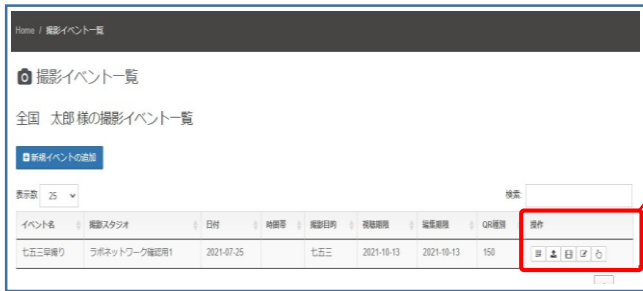 Home / 撮影イベント一覧
撮影イベント一覧
全国 太郎 様の撮影イベント一覧
新規イベントの追加
表示数 25 検索:
イベント名 撮影スタジオ 日付 時間帯 撮影目的 視聴期限 編集期限 QR種別 操作
七五三早撮り ラボネットワーク確認用1 2021-07-25 七五三 2021-10-13 2021-10-13 150